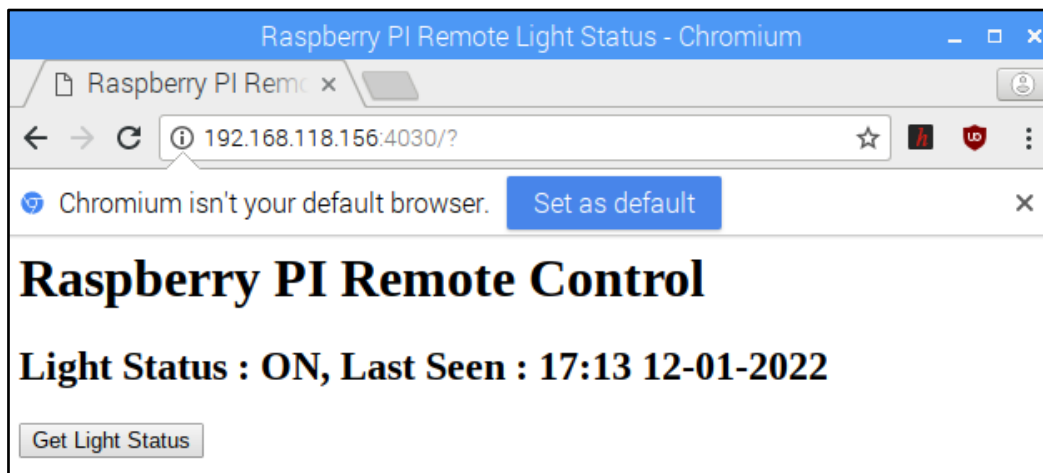 Raspberry PI Remote Light Status - Chromium
Raspberry PI Remo
192.168.118.156:4030/?
Chromium isn't your default browser. Set as default
Raspberry PI Remote Control
Light Status : ON, Last Seen : 17:13 12-01-2022
Get Light Status